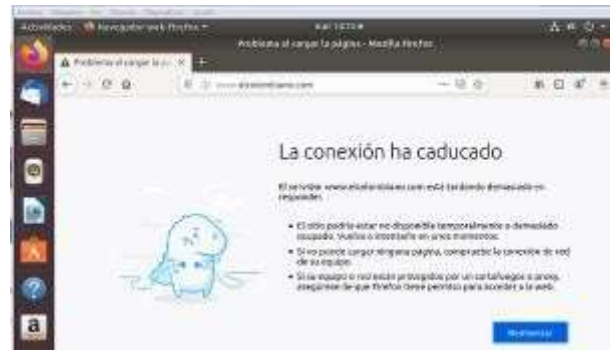 Actividades Navegador web Firefox
Problema al cargar la página - Mozilla Firefox
Problema al cargar la
www.elcolombiano.com
La conexión ha caducado
El servidor www.elcolombiano.com está tardando demasiado en
responder.
El sitio podría estar no disponible temporalmente o demasiado
ocupado. Vuelva a intentarlo en unos momentos.
Si no puede cargar ninguna página, compruebe la conexión de red
de su equipo.
Si su equipo o red están protegidos por un cortafuegos o proxy,
asegúrese de que Firefox tiene permiso para acceder a la web.
Reintentar
a